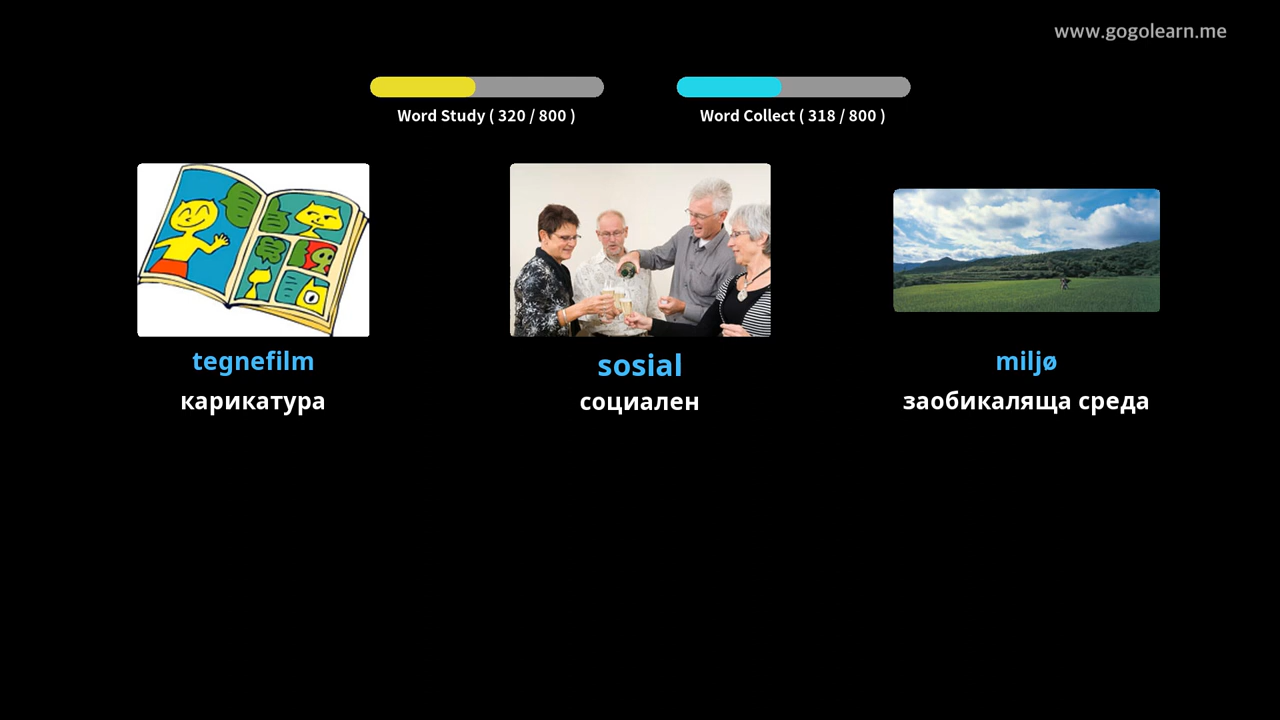 www.gogolearn.me
Word Study ( 320 / 800 )
Word Collect ( 318 / 800 )
tegnefilm
карикатура
sosial
социален
miljø
заобикаляща среда